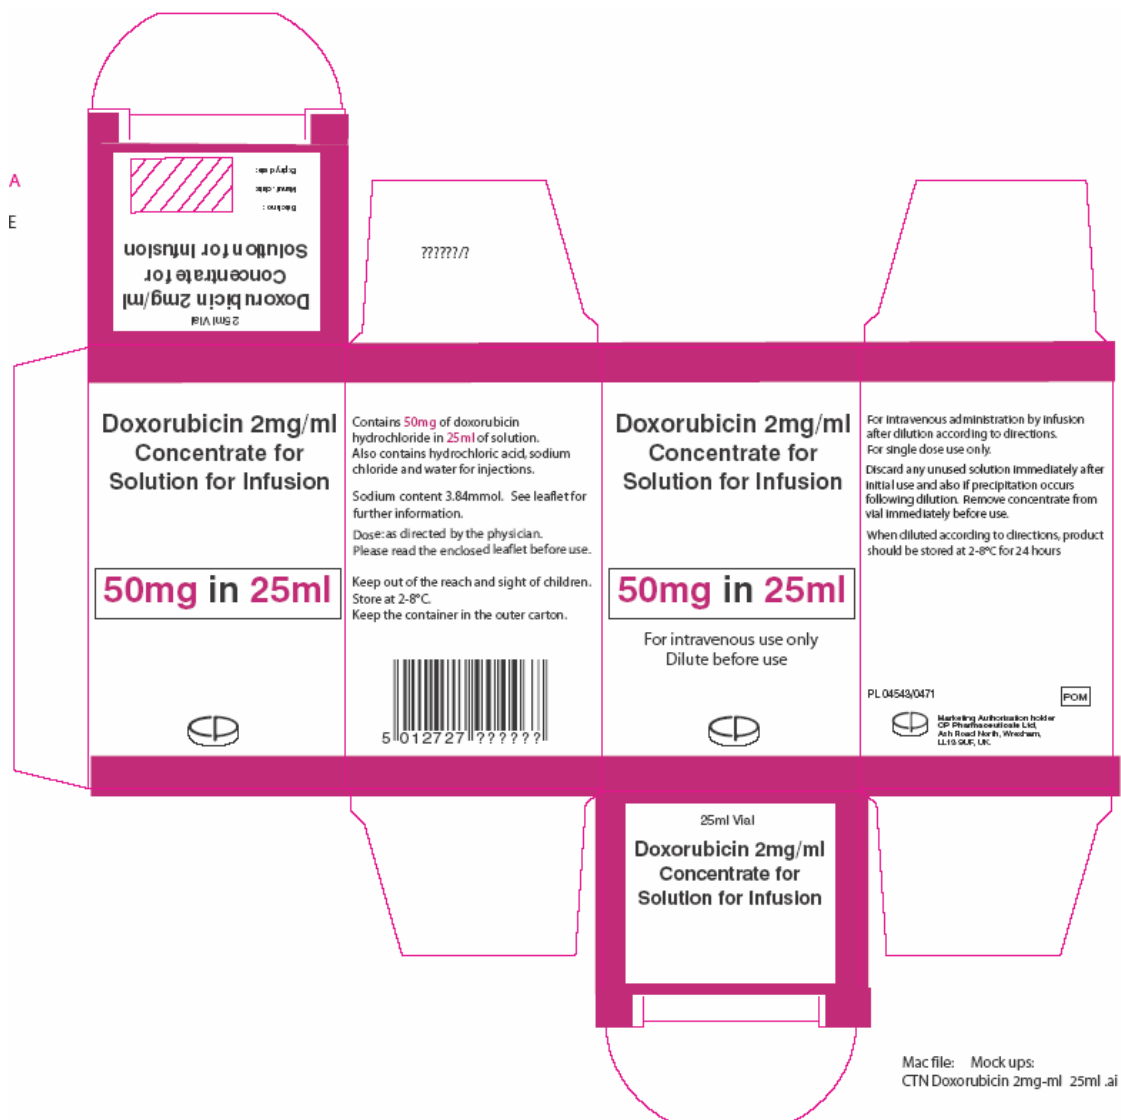 A
E
Expiry date:
Manuf. date:
Batch no:
Solution for Infusion
Concentrate for
Doxorubicin 2mg/ml
25ml Vial
??????/?
Doxorubicin 2mg/ml
Concentrate for
Solution for Infusion
50mg in 25ml
Contains 50mg of doxorubicin
hydrochloride in 25ml of solution.
Also contains hydrochloric acid, sodium
chloride and water for injections.
Sodium content 3.84mmol. See leaflet for
further information.
Dose: as directed by the physician.
Please read the enclosed leaflet before use.
Keep out of the reach and sight of children.
Store at 2-8°C.
Keep the container in the outer carton.
5 012727 ??????
Doxorubicin 2mg/ml
Concentrate for
Solution for Infusion
50mg in 25ml
For intravenous use only
Dilute before use
For intravenous administration by infusion
after dilution according to directions.
For single dose use only.
Discard any unused solution immediately after
initial use and also if precipitation occurs
following dilution. Remove concentrate from
vial immediately before use.
When diluted according to directions, product
should be stored at 2-8°C for 24 hours
PL 04543/0471
POM
Marketing Authorisation holder
CP Pharmaceuticals Ltd,
Ash Road North, Wrexham,
LL13 9UF, UK.
25ml Vial
Doxorubicin 2mg/ml
Concentrate for
Solution for Infusion
Mac file: Mock ups:
CTN Doxorubicin 2mg-ml 25ml .ai